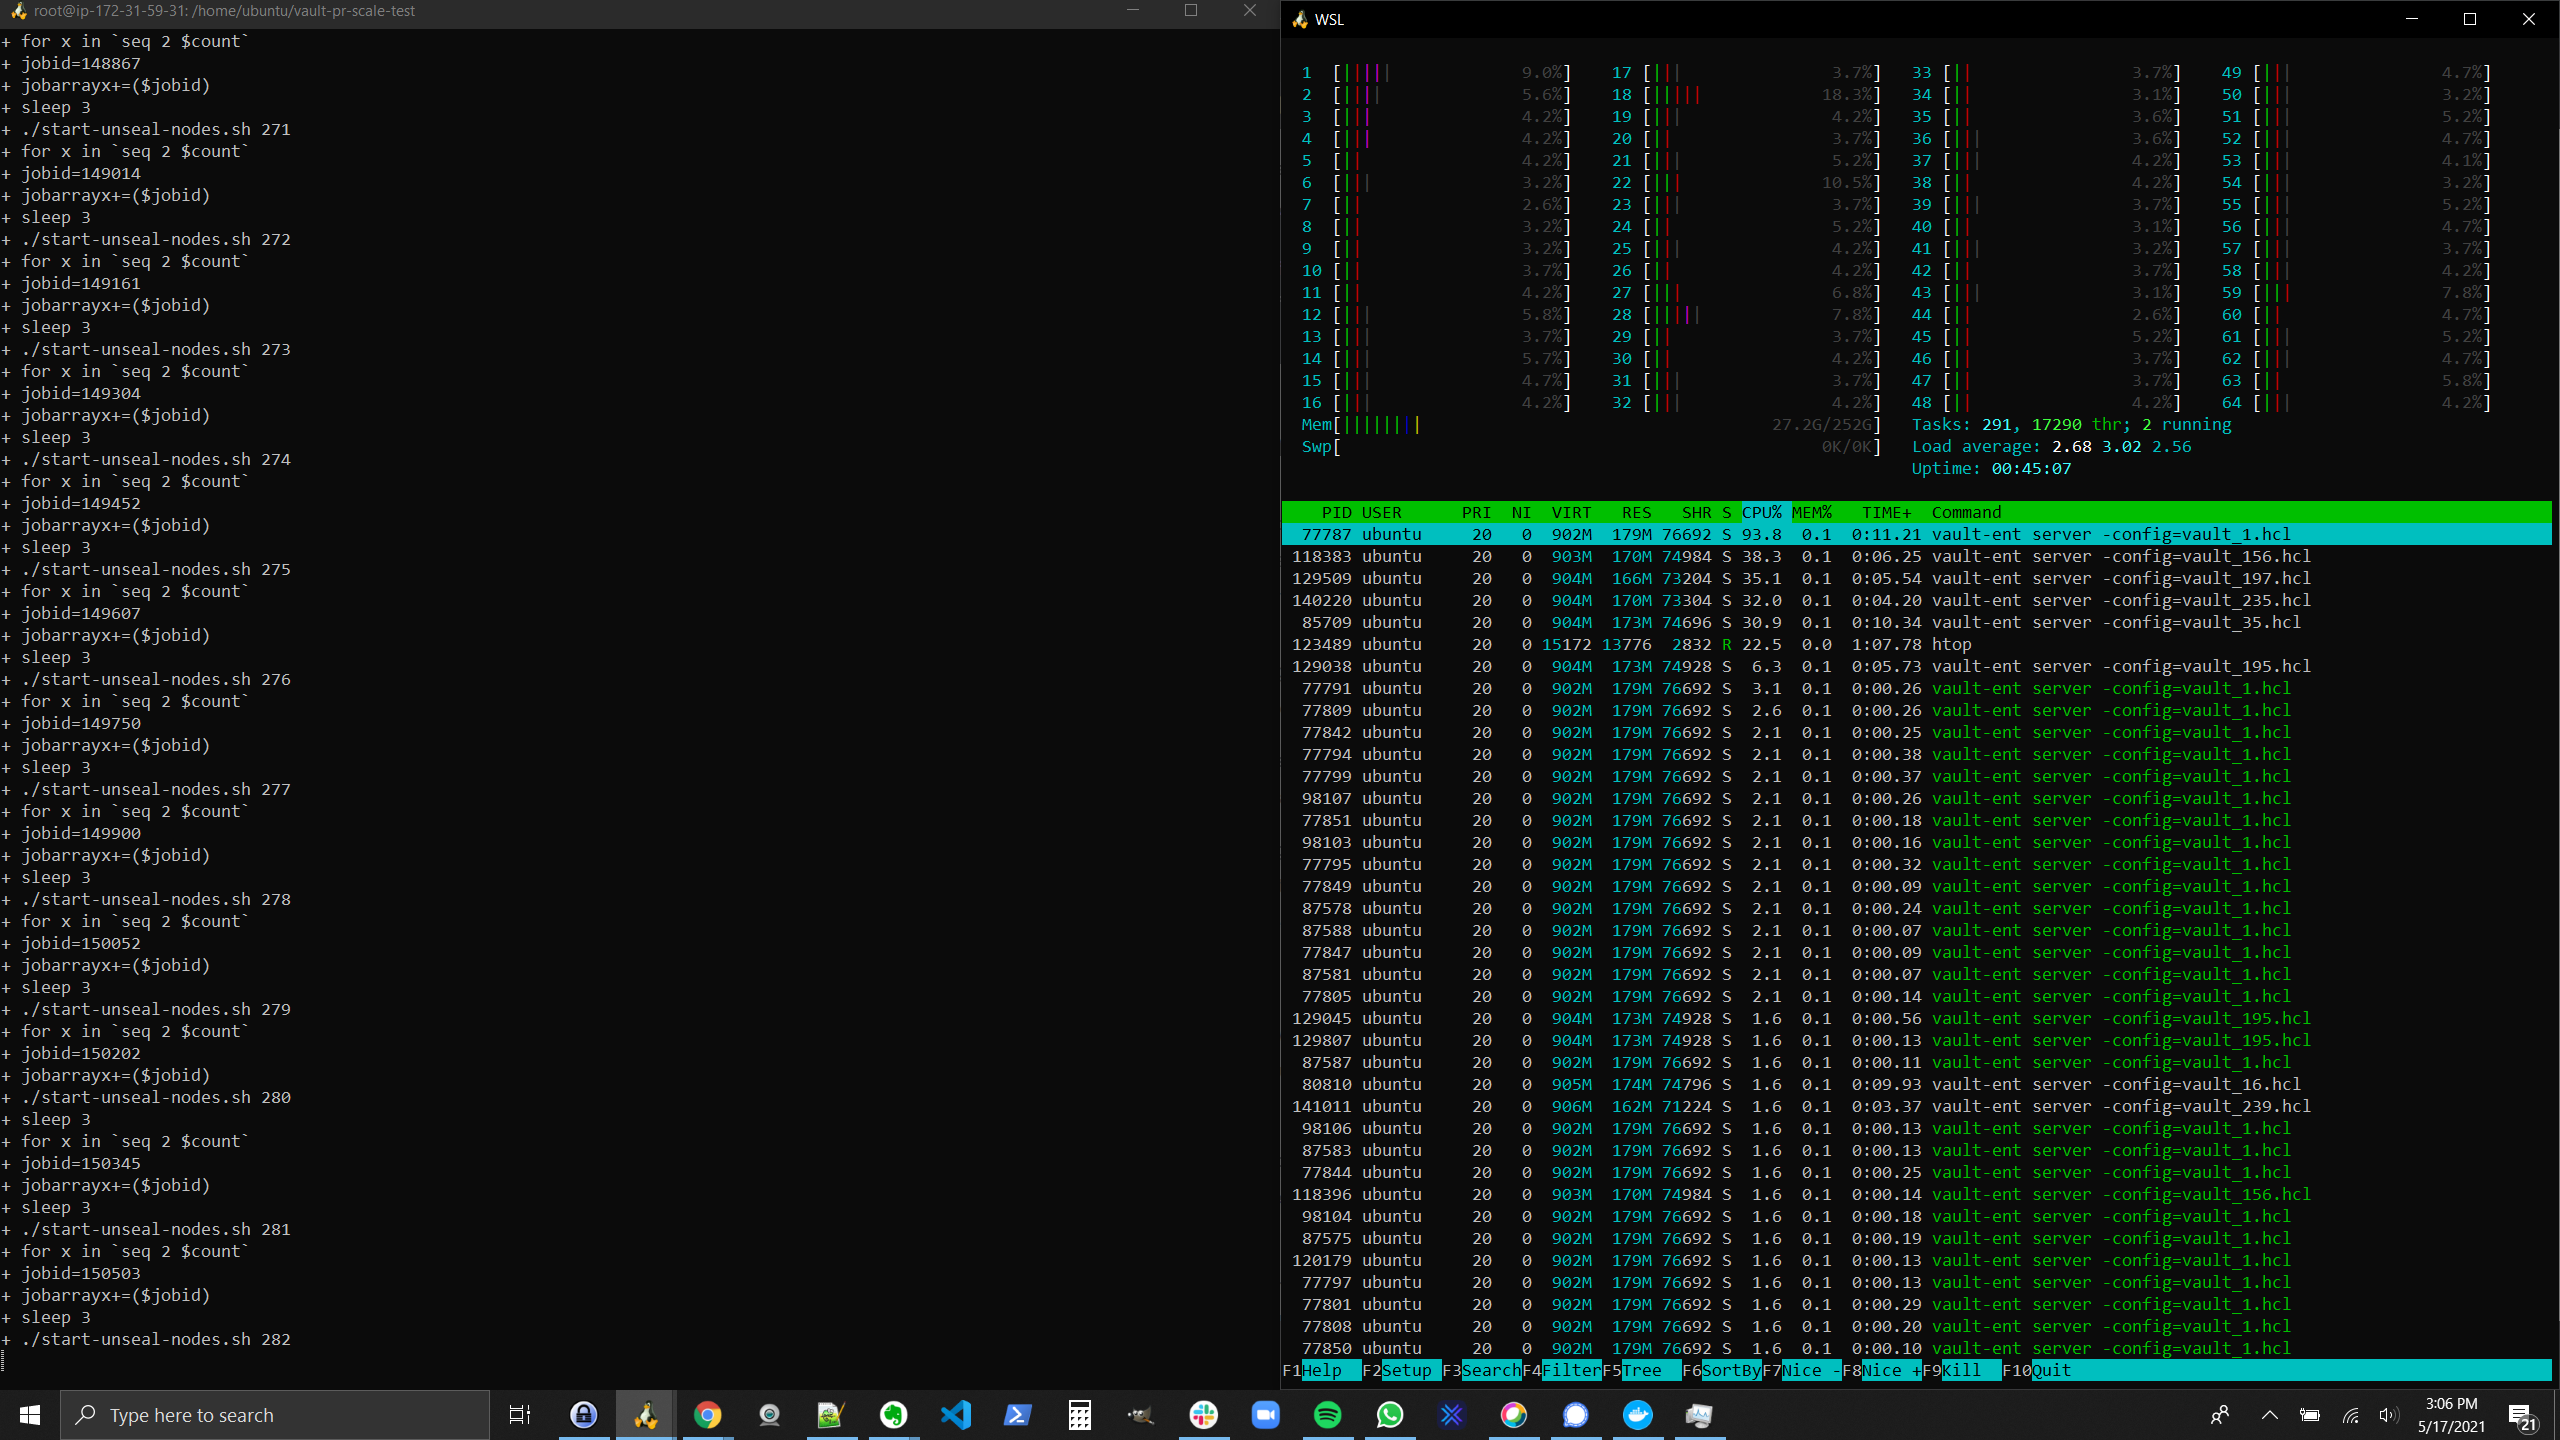 root@ip-172-31-59-31: /home/ubuntu/vault-pr-scale-test
+ for x in `seq 2 $count`
+ jobid=148867
+ jobarrayx+=($jobid)
+ sleep 3
+ ./start-unseal-nodes.sh 271
+ for x in `seq 2 $count`
+ jobid=149014
+ jobarrayx+=($jobid)
+ sleep 3
+ ./start-unseal-nodes.sh 272
+ for x in `seq 2 $count`
+ jobid=149161
+ jobarrayx+=($jobid)
+ sleep 3
+ ./start-unseal-nodes.sh 273
+ for x in `seq 2 $count`
+ jobid=149304
+ jobarrayx+=($jobid)
+ sleep 3
+ ./start-unseal-nodes.sh 274
+ for x in `seq 2 $count`
+ jobid=149452
+ jobarrayx+=($jobid)
+ sleep 3
+ ./start-unseal-nodes.sh 275
+ for x in `seq 2 $count`
+ jobid=149607
+ jobarrayx+=($jobid)
+ sleep 3
+ ./start-unseal-nodes.sh 276
+ for x in `seq 2 $count`
+ jobid=149750
+ jobarrayx+=($jobid)
+ sleep 3
+ ./start-unseal-nodes.sh 277
+ for x in `seq 2 $count`
+ jobid=149900
+ jobarrayx+=($jobid)
+ sleep 3
+ ./start-unseal-nodes.sh 278
+ for x in `seq 2 $count`
+ jobid=150052
+ jobarrayx+=($jobid)
+ sleep 3
+ ./start-unseal-nodes.sh 279
+ for x in `seq 2 $count`
+ jobid=150202
+ jobarrayx+=($jobid)
+ ./start-unseal-nodes.sh 280
+ sleep 3
+ for x in `seq 2 $count`
+ jobid=150345
+ jobarrayx+=($jobid)
+ sleep 3
+ ./start-unseal-nodes.sh 281
+ for x in `seq 2 $count`
+ jobid=150503
+ jobarrayx+=($jobid)
+ sleep 3
+ ./start-unseal-nodes.sh 282
WSL
1 [||||| 9.0%] 17 [||| 3.7%] 33 [|| 3.7%] 49 [||| 4.7%]
2 [|||| 5.6%] 18 [||||| 18.3%] 34 [|| 3.1%] 50 [||| 3.2%]
3 [||| 4.2%] 19 [||| 4.2%] 35 [|| 3.6%] 51 [||| 5.2%]
4 [||| 4.2%] 20 [|| 3.7%] 36 [||| 3.6%] 52 [||| 4.7%]
5 [|| 4.2%] 21 [||| 5.2%] 37 [||| 4.2%] 53 [||| 4.1%]
6 [||| 3.2%] 22 [||| 10.5%] 38 [|| 4.2%] 54 [||| 3.2%]
7 [|| 2.6%] 23 [||| 3.7%] 39 [||| 3.7%] 55 [||| 5.2%]
8 [|| 3.2%] 24 [|| 5.2%] 40 [|| 3.1%] 56 [||| 4.7%]
9 [|| 3.2%] 25 [||| 4.2%] 41 [||| 3.2%] 57 [||| 3.7%]
10 [|| 3.7%] 26 [|| 4.2%] 42 [|| 3.7%] 58 [||| 4.2%]
11 [|| 4.2%] 27 [||| 6.8%] 43 [||| 3.1%] 59 [||| 7.8%]
12 [||| 5.8%] 28 [||||| 7.8%] 44 [|| 2.6%] 60 [|| 4.7%]
13 [||| 3.7%] 29 [|| 3.7%] 45 [|| 5.2%] 61 [||| 5.2%]
14 [||| 5.7%] 30 [|| 4.2%] 46 [|| 3.7%] 62 [||| 4.7%]
15 [||| 4.7%] 31 [||| 3.7%] 47 [|| 3.7%] 63 [|| 5.8%]
16 [||| 4.2%] 32 [||| 4.2%] 48 [|| 4.2%] 64 [||| 4.2%]
Mem[|||||||| 27.2G/252G] Tasks: 291, 17290 thr; 2 running
Swp[ 0K/0K] Load average: 2.68 3.02 2.56
Uptime: 00:45:07
PID USER PRI NI VIRT RES SHR S CPU% MEM% TIME+ Command
77787 ubuntu 20 0 902M 179M 76692 S 93.8 0.1 0:11.21 vault-ent server -config=vault_1.hcl
118383 ubuntu 20 0 903M 170M 74984 S 38.3 0.1 0:06.25 vault-ent server -config=vault_156.hcl
129509 ubuntu 20 0 904M 166M 73204 S 35.1 0.1 0:05.54 vault-ent server -config=vault_197.hcl
140220 ubuntu 20 0 904M 170M 73304 S 32.0 0.1 0:04.20 vault-ent server -config=vault_235.hcl
85709 ubuntu 20 0 904M 173M 74696 S 30.9 0.1 0:10.34 vault-ent server -config=vault_35.hcl
123489 ubuntu 20 0 15172 13776 2832 R 22.5 0.0 1:07.78 htop
129038 ubuntu 20 0 904M 173M 74928 S 6.3 0.1 0:05.73 vault-ent server -config=vault_195.hcl
77791 ubuntu 20 0 902M 179M 76692 S 3.1 0.1 0:00.26 vault-ent server -config=vault_1.hcl
77809 ubuntu 20 0 902M 179M 76692 S 2.6 0.1 0:00.26 vault-ent server -config=vault_1.hcl
77842 ubuntu 20 0 902M 179M 76692 S 2.1 0.1 0:00.25 vault-ent server -config=vault_1.hcl
77794 ubuntu 20 0 902M 179M 76692 S 2.1 0.1 0:00.38 vault-ent server -config=vault_1.hcl
77799 ubuntu 20 0 902M 179M 76692 S 2.1 0.1 0:00.37 vault-ent server -config=vault_1.hcl
98107 ubuntu 20 0 902M 179M 76692 S 2.1 0.1 0:00.26 vault-ent server -config=vault_1.hcl
77851 ubuntu 20 0 902M 179M 76692 S 2.1 0.1 0:00.18 vault-ent server -config=vault_1.hcl
98103 ubuntu 20 0 902M 179M 76692 S 2.1 0.1 0:00.16 vault-ent server -config=vault_1.hcl
77795 ubuntu 20 0 902M 179M 76692 S 2.1 0.1 0:00.32 vault-ent server -config=vault_1.hcl
77849 ubuntu 20 0 902M 179M 76692 S 2.1 0.1 0:00.09 vault-ent server -config=vault_1.hcl
87578 ubuntu 20 0 902M 179M 76692 S 2.1 0.1 0:00.24 vault-ent server -config=vault_1.hcl
87588 ubuntu 20 0 902M 179M 76692 S 2.1 0.1 0:00.07 vault-ent server -config=vault_1.hcl
77847 ubuntu 20 0 902M 179M 76692 S 2.1 0.1 0:00.09 vault-ent server -config=vault_1.hcl
87581 ubuntu 20 0 902M 179M 76692 S 2.1 0.1 0:00.07 vault-ent server -config=vault_1.hcl
77805 ubuntu 20 0 902M 179M 76692 S 2.1 0.1 0:00.14 vault-ent server -config=vault_1.hcl
129045 ubuntu 20 0 904M 173M 74928 S 1.6 0.1 0:00.56 vault-ent server -config=vault_195.hcl
129807 ubuntu 20 0 904M 173M 74928 S 1.6 0.1 0:00.13 vault-ent server -config=vault_195.hcl
87587 ubuntu 20 0 902M 179M 76692 S 1.6 0.1 0:00.11 vault-ent server -config=vault_1.hcl
80810 ubuntu 20 0 905M 174M 74796 S 1.6 0.1 0:09.93 vault-ent server -config=vault_16.hcl
141011 ubuntu 20 0 906M 162M 71224 S 1.6 0.1 0:03.37 vault-ent server -config=vault_239.hcl
98106 ubuntu 20 0 902M 179M 76692 S 1.6 0.1 0:00.13 vault-ent server -config=vault_1.hcl
87583 ubuntu 20 0 902M 179M 76692 S 1.6 0.1 0:00.13 vault-ent server -config=vault_1.hcl
77844 ubuntu 20 0 902M 179M 76692 S 1.6 0.1 0:00.25 vault-ent server -config=vault_1.hcl
118396 ubuntu 20 0 903M 170M 74984 S 1.6 0.1 0:00.14 vault-ent server -config=vault_156.hcl
98104 ubuntu 20 0 902M 179M 76692 S 1.6 0.1 0:00.18 vault-ent server -config=vault_1.hcl
87575 ubuntu 20 0 902M 179M 76692 S 1.6 0.1 0:00.19 vault-ent server -config=vault_1.hcl
120179 ubuntu 20 0 902M 179M 76692 S 1.6 0.1 0:00.13 vault-ent server -config=vault_1.hcl
77797 ubuntu 20 0 902M 179M 76692 S 1.6 0.1 0:00.13 vault-ent server -config=vault_1.hcl
77801 ubuntu 20 0 902M 179M 76692 S 1.6 0.1 0:00.29 vault-ent server -config=vault_1.hcl
77808 ubuntu 20 0 902M 179M 76692 S 1.6 0.1 0:00.20 vault-ent server -config=vault_1.hcl
77850 ubuntu 20 0 902M 179M 76692 S 1.6 0.1 0:00.10 vault-ent server -config=vault_1.hcl
F1Help F2Setup F3SearchF4FilterF5Tree F6SortByF7Nice -F8Nice +F9Kill F10Quit
Type here to search
3:06 PM
5/17/2021
21